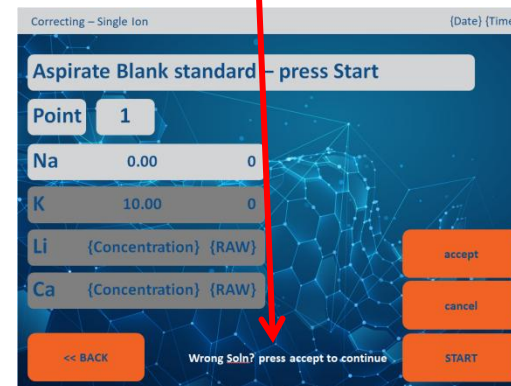 Correcting – Single Ion {Date} {Time
Aspirate Blank standard – press Start
Point 1
Na 0.00 0
K 10.00 0
Li {Concentration} {RAW}
Ca {Concentration} {RAW}
accept
cancel
<< BACK Wrong Soln? press accept to continue START